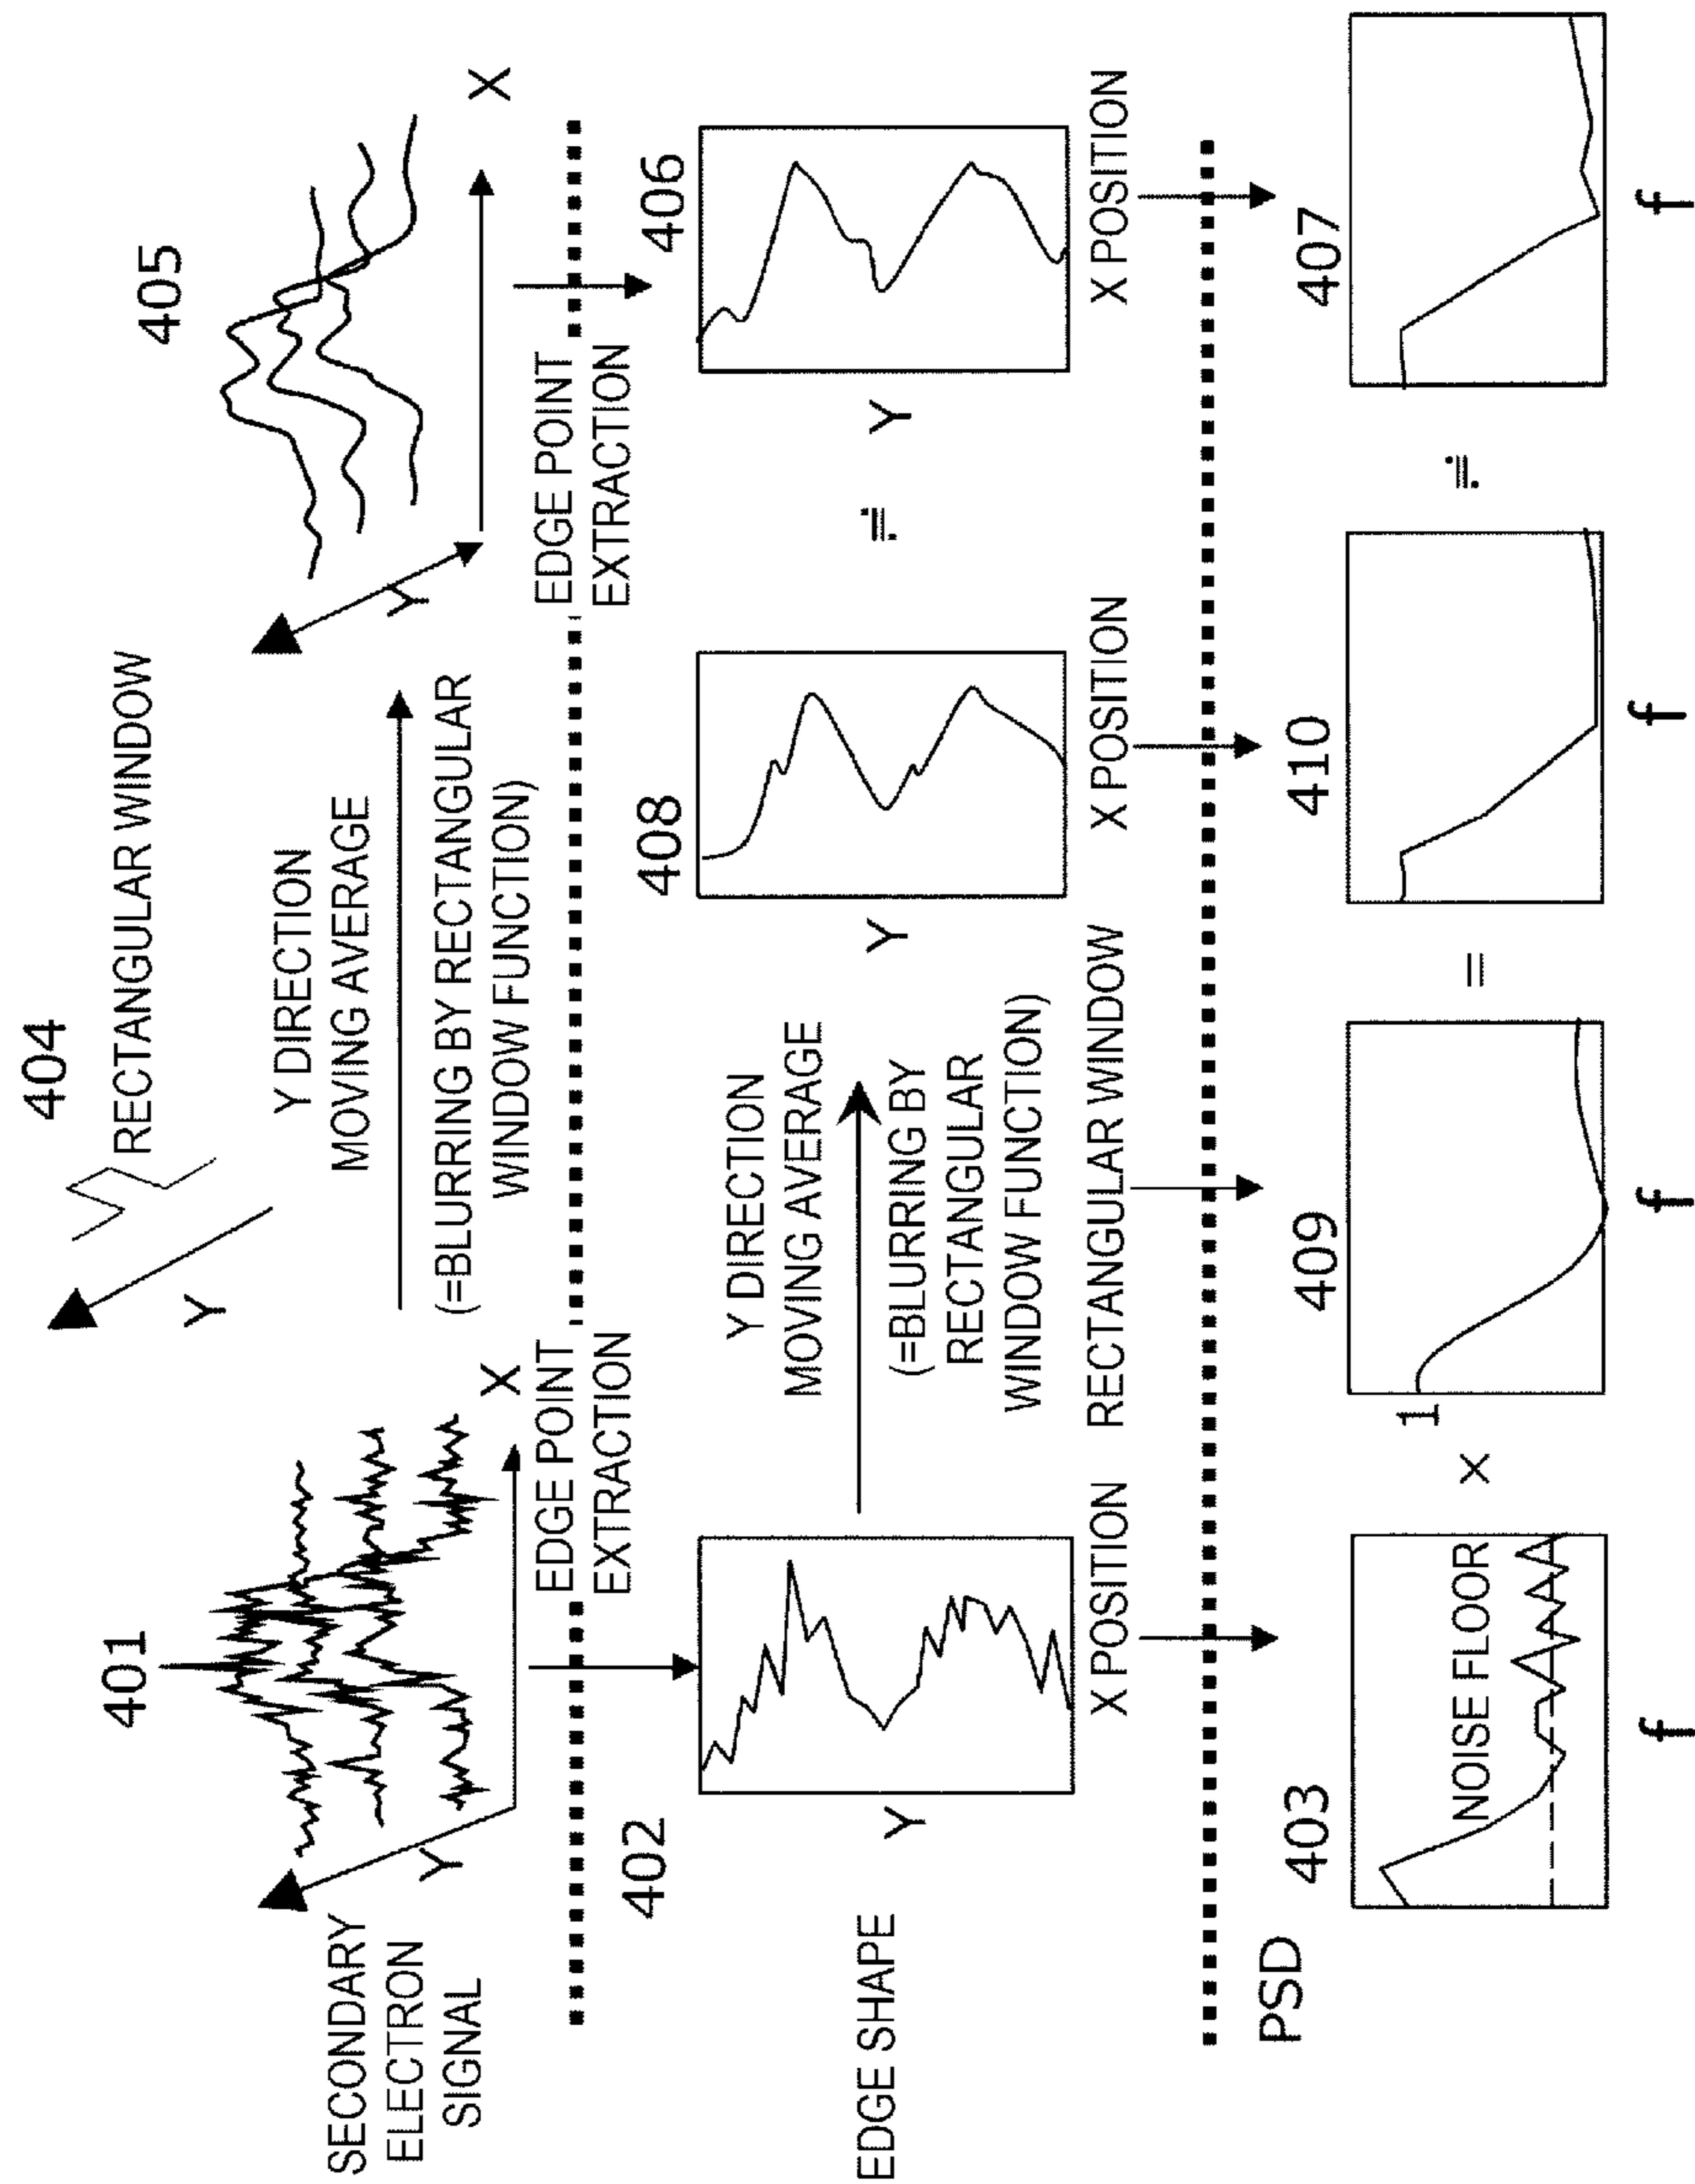 404
RECTANGULAR WINDOW
401
Y
Y DIRECTION
MOVING AVERAGE
405
SECONDARY
ELECTRON
SIGNAL
Y
X
(=BLURRING BY RECTANGULAR
WINDOW FUNCTION)
Y
X
EDGE POINT
EXTRACTION
EDGE POINT
EXTRACTION
402
408
406
EDGE SHAPE
Y
Y DIRECTION
MOVING AVERAGE
(=BLURRING BY
RECTANGULAR
WINDOW FUNCTION)
Y
≒
Y
X POSITION
RECTANGULAR WINDOW
X POSITION
X POSITION
PSD
403
409
410
407
NOISE FLOOR
×
1
=
≒
f
f
f
f